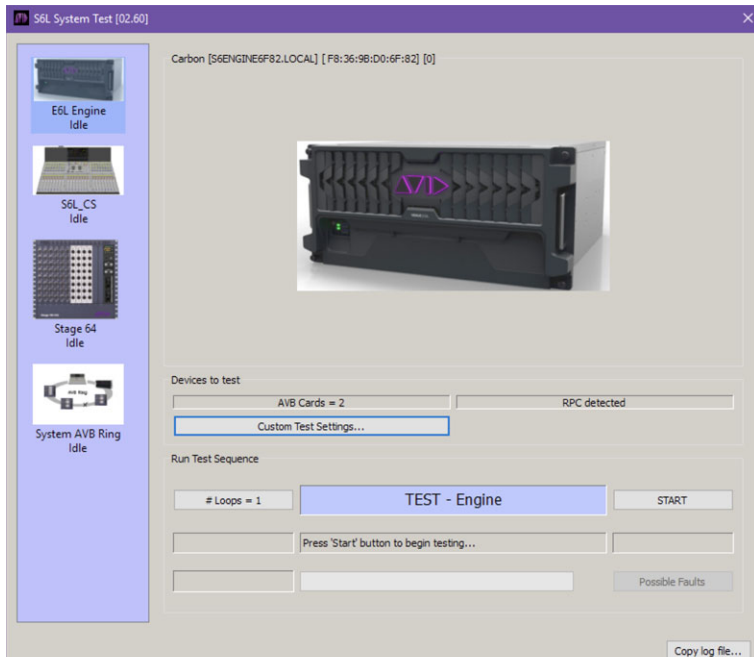 S6L System Test [02.60]
E6L Engine
Idle
S6L_CS
Idle
Stage 64
Idle
AVB Ring
System AVB Ring
Idle
Carbon [S6ENGINE6F82.LOCAL] [ F8:36:9B:D0:6F:82] [0]
AVID
Devices to test
AVB Cards = 2
RPC detected
Custom Test Settings...
Run Test Sequence
# Loops = 1
TEST - Engine
START
Press 'Start' button to begin testing...
Possible Faults
Copy log file...